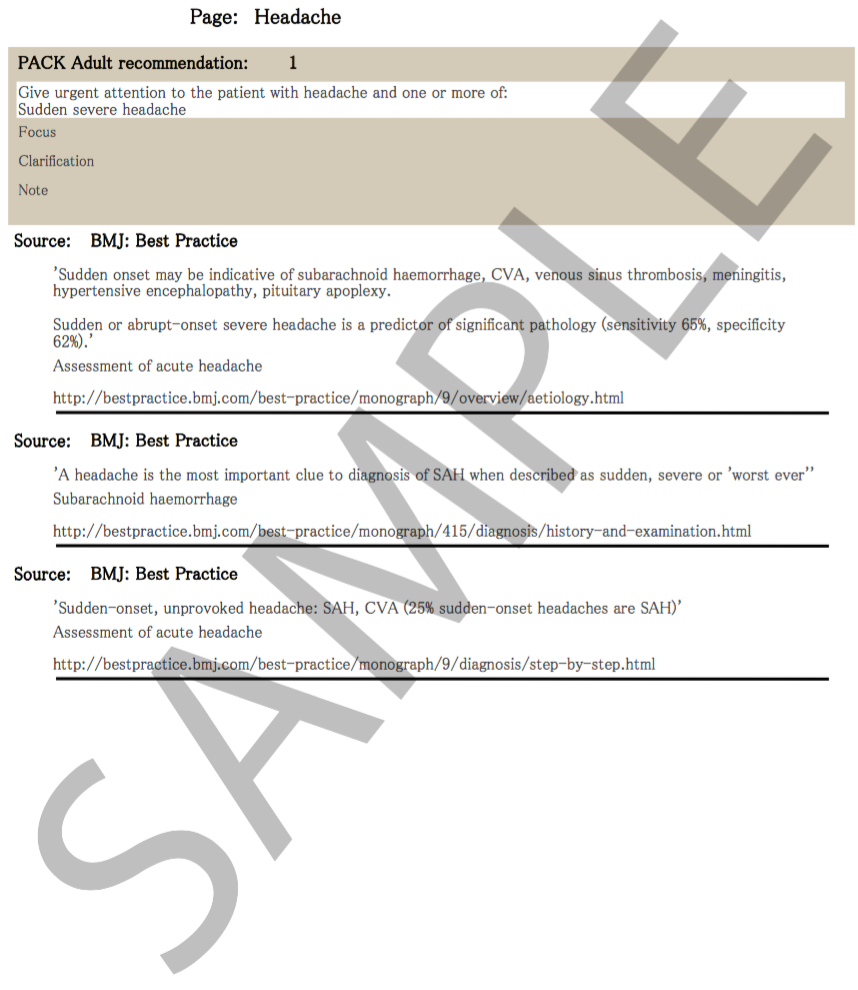 Page: Headache
PACK Adult recommendation: 1
Give urgent attention to the patient with headache and one or more of:
Sudden severe headache
Focus
Clarification
Note
Source: BMJ: Best Practice
'Sudden onset may be indicative of subarachnoid haemorrhage, CVA, venous sinus thrombosis, meningitis,
hypertensive encephalopathy, pituitary apoplexy.
Sudden or abrupt-onset severe headache is a predictor of significant pathology (sensitivity 65%, specificity
62%).'
Assessment of acute headache
http://bestpractice.bmj.com/best-practice/monograph/9/overview/aetiology.html
Source: BMJ: Best Practice
'A headache is the most important clue to diagnosis of SAH when described as sudden, severe or 'worst ever''
Subarachnoid haemorrhage
http://bestpractice.bmj.com/best-practice/monograph/415/diagnosis/history-and-examination.html
Source: BMJ: Best Practice
'Sudden-onset, unprovoked headache: SAH, CVA (25% sudden-onset headaches are SAH)'
Assessment of acute headache
http://bestpractice.bmj.com/best-practice/monograph/9/diagnosis/step-by-step.html
SAMPLE